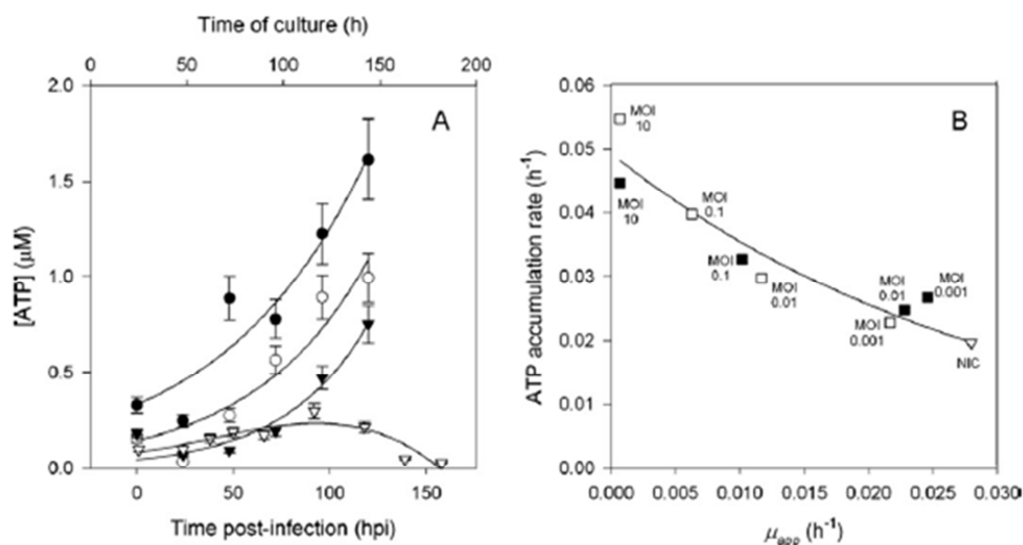 Time of culture (h)
0 50 100 150 200
2.0
1.5
1.0
0.5
0.0
[ATP] (μM)
A
0 50 100 150
Time post-infection (hpi)
0.06
0.05
0.04
0.03
0.02
0.01
0.00
ATP accumulation rate (h⁻¹)
B
MOI
10
MOI
10
MOI
0.1
MOI
0.1
MOI
0.01
MOI
0.01
MOI
0.001
MOI
0.001
NIC
0.000 0.005 0.010 0.015 0.020 0.025 0.030
μapp (h⁻¹)